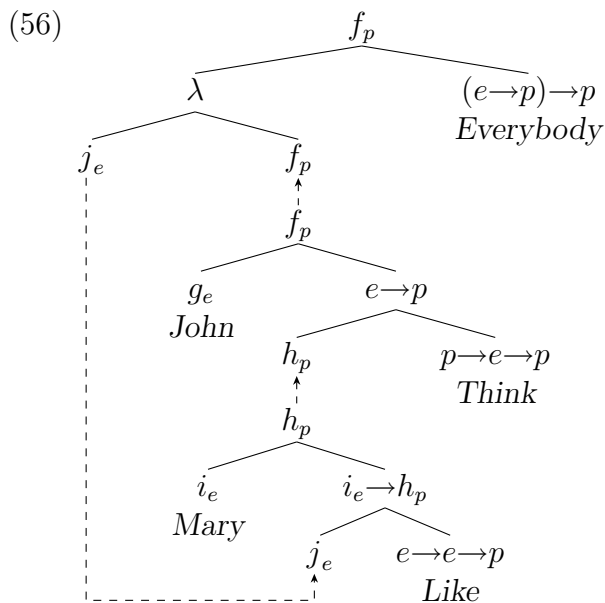 (56)
f_p
λ (e→p)→p
Everybody
j_e f_p
f_p
g_e e→p
John
h_p p→e→p
Think
h_p
i_e i_e→h_p
Mary
j_e e→e→p
Like